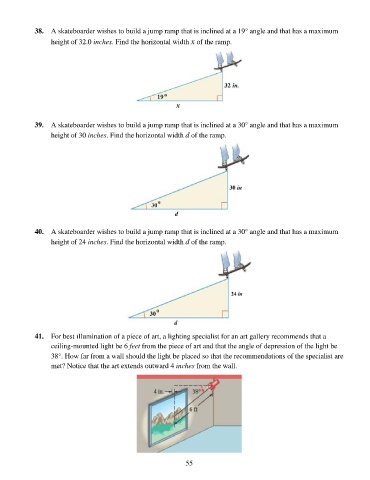 38. A skateboarder wishes to build a jump ramp that is inclined at a 19° angle and that has a maximum
height of 32.0 inches. Find the horizontal width x of the ramp.
32 in.
19°
x
39. A skateboarder wishes to build a jump ramp that is inclined at a 30° angle and that has a maximum
height of 30 inches. Find the horizontal width d of the ramp.
30 in
30°
d
40. A skateboarder wishes to build a jump ramp that is inclined at a 30° angle and that has a maximum
height of 24 inches. Find the horizontal width d of the ramp.
24 in
30°
d
41. For best illumination of a piece of art, a lighting specialist for an art gallery recommends that a
ceiling-mounted light be 6 feet from the piece of art and that the angle of depression of the light be
38°. How far from a wall should the light be placed so that the recommendations of the specialist are
met? Notice that the art extends outward 4 inches from the wall.
4 in. 38°
6 ft
55